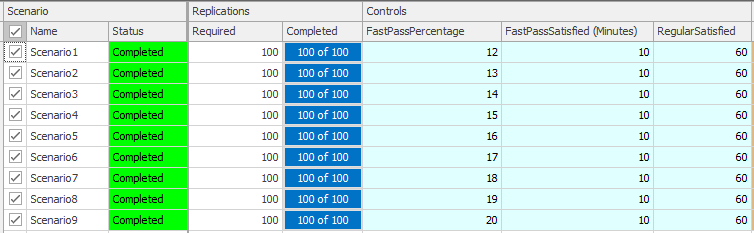 Scenario Replications Controls
Name Status Required Completed FastPassPercentage FastPassSatisfied (Minutes) RegularSatisfied
Scenario1 Completed 100 100 of 100 12 10 60
Scenario2 Completed 100 100 of 100 13 10 60
Scenario3 Completed 100 100 of 100 14 10 60
Scenario4 Completed 100 100 of 100 15 10 60
Scenario5 Completed 100 100 of 100 16 10 60
Scenario6 Completed 100 100 of 100 17 10 60
Scenario7 Completed 100 100 of 100 18 10 60
Scenario8 Completed 100 100 of 100 19 10 60
Scenario9 Completed 100 100 of 100 20 10 60